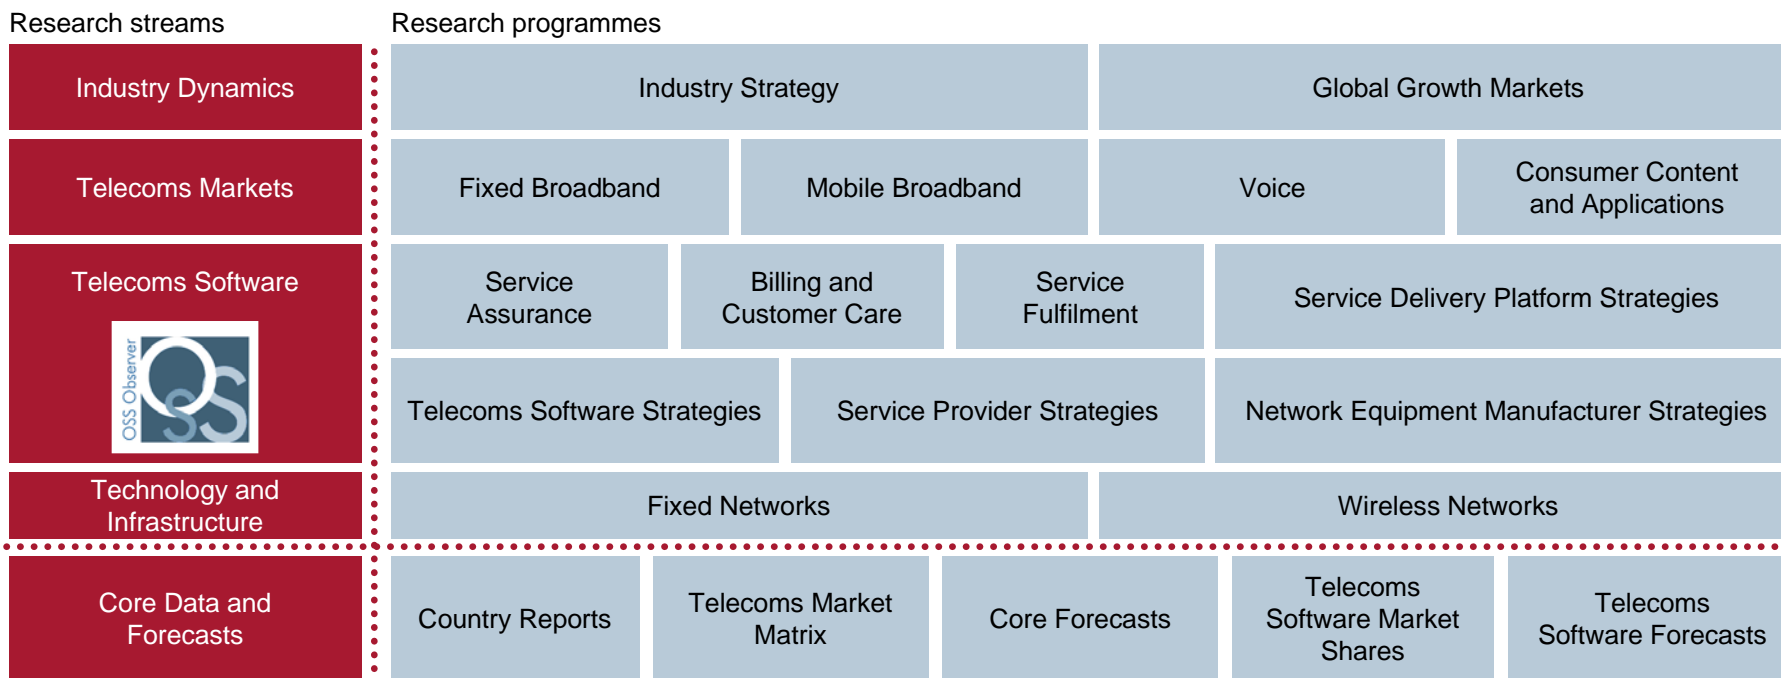 Research streams
Research programmes
Industry Dynamics
Industry Strategy
Global Growth Markets
Telecoms Markets
Fixed Broadband
Mobile Broadband
Voice
Consumer Content
and Applications
Telecoms Software
OSS Observer
OSS
Service
Assurance
Billing and
Customer Care
Service
Fulfilment
Service Delivery Platform Strategies
Telecoms Software Strategies
Service Provider Strategies
Network Equipment Manufacturer Strategies
Technology and
Infrastructure
Fixed Networks
Wireless Networks
Core Data and
Forecasts
Country Reports
Telecoms Market
Matrix
Core Forecasts
Telecoms
Software Market
Shares
Telecoms
Software Forecasts